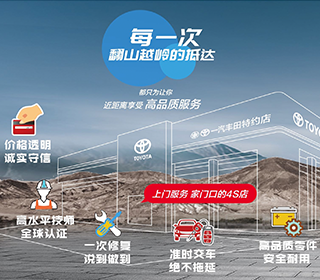 每一次
翻山越岭的抵达
都只为让你
近距离享受 高品质服务
一汽丰田特约店
TOYOTA
TOYOTA
价格透明
诚实守信
上门服务 家门口的4S店
高水平技师
全球认证
一次修复
说到做到
准时交车
绝不拖延
高品质零件
安全耐用